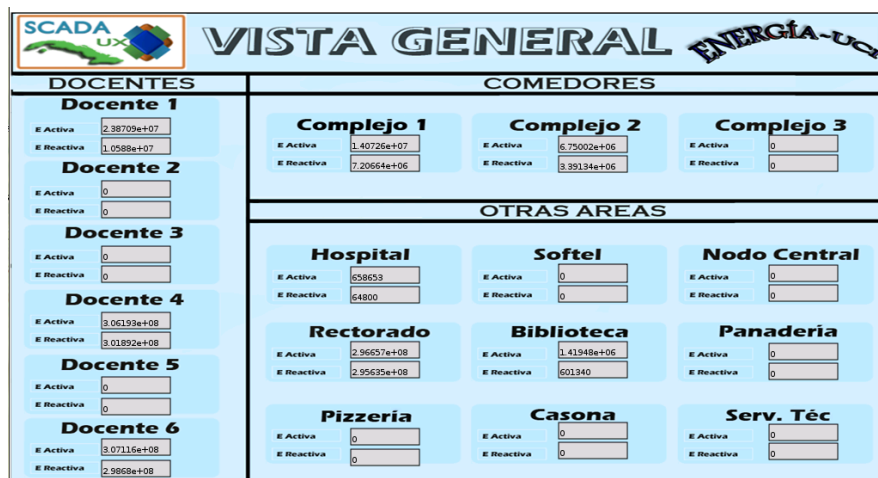 SCADA
UX
VISTA GENERAL
ENERGÍA-UCI
DOCENTES
Docente 1
E Activa 2.38709e+07
E Reactiva 1.0588e+07
Docente 2
E Activa 0
E Reactiva 0
Docente 3
E Activa 0
E Reactiva 0
Docente 4
E Activa 3.06193e+08
E Reactiva 3.01892e+08
Docente 5
E Activa 0
E Reactiva 0
Docente 6
E Activa 3.07116e+08
E Reactiva 2.9868e+08
COMEDORES
Complejo 1
E Activa 1.40726e+07
E Reactiva 7.20664e+06
Complejo 2
E Activa 6.75002e+06
E Reactiva 3.39134e+06
Complejo 3
E Activa 0
E Reactiva 0
OTRAS AREAS
Hospital
E Activa 658653
E Reactiva 64800
Softel
E Activa 0
E Reactiva 0
Nodo Central
E Activa 0
E Reactiva 0
Rectorado
E Activa 2.96657e+08
E Reactiva 2.95635e+08
Biblioteca
E Activa 1.41948e+06
E Reactiva 601340
Panadería
E Activa 0
E Reactiva 0
Pizzería
E Activa 0
E Reactiva 0
Casona
E Activa 0
E Reactiva 0
Serv. Téc
E Activa 0
E Reactiva 0